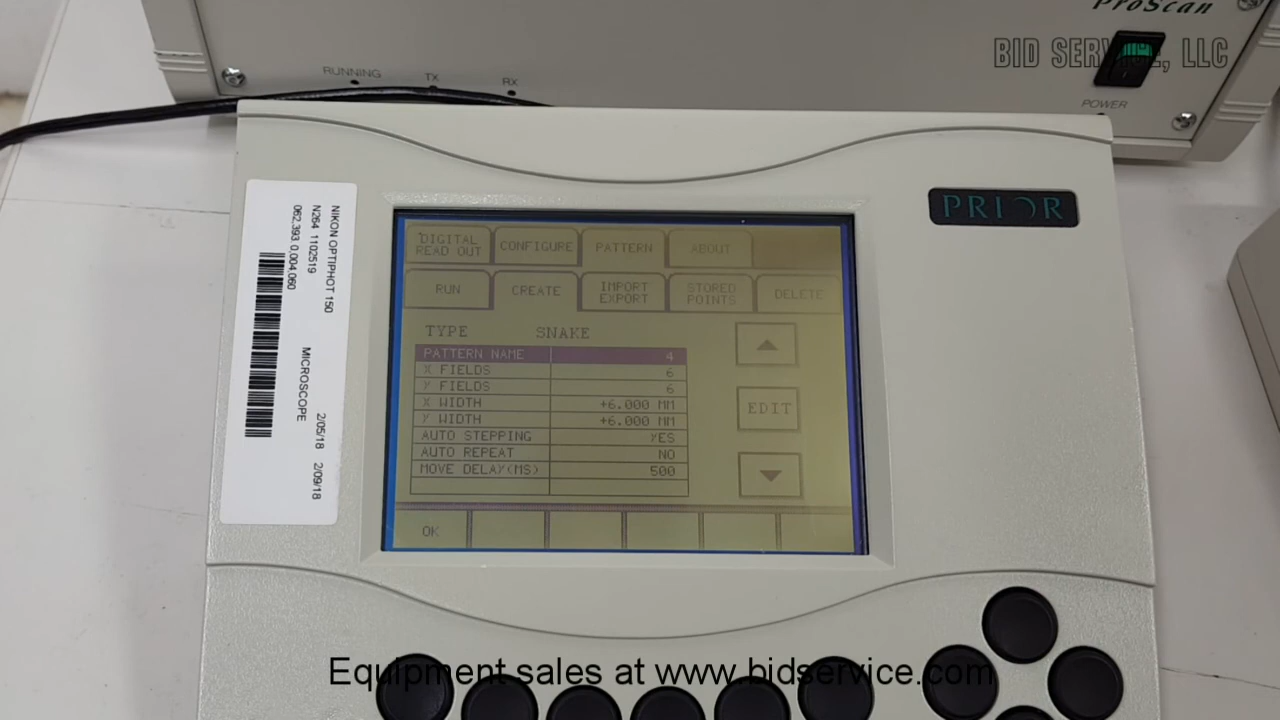 ProScan
BID SERVICE, LLC
RUNNING
TX
RX
POWER
PRIOR
NIKON OPTIPHOT 150 MICROSCOPE 2/05/18 2/09/18
N264 1102519
062.393 0.004.060
DIGITAL READ OUT
CONFIGURE
PATTERN
ABOUT
RUN
CREATE
IMPORT EXPORT
STORED POINTS
DELETE
TYPE SNAKE
PATTERN NAME 4
X FIELDS 6
Y FIELDS 6
X WIDTH +6.000 MM
Y WIDTH +6.000 MM
AUTO STEPPING YES
AUTO REPEAT NO
MOVE DELAY(MS) 500
EDIT
OK
Equipment sales at www.bidservice.com